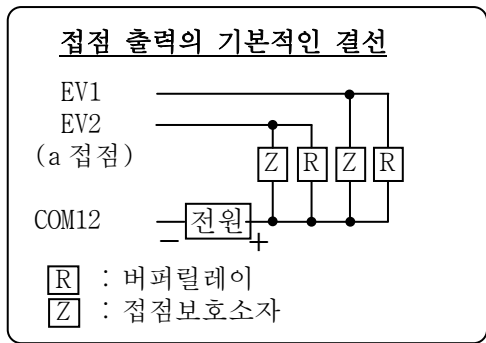 접점 출력의 기본적인 결선
EV1
EV2
(a 접점)
Z R Z R
COM12 전원
− +
R : 버퍼릴레이
Z : 접점보호소자